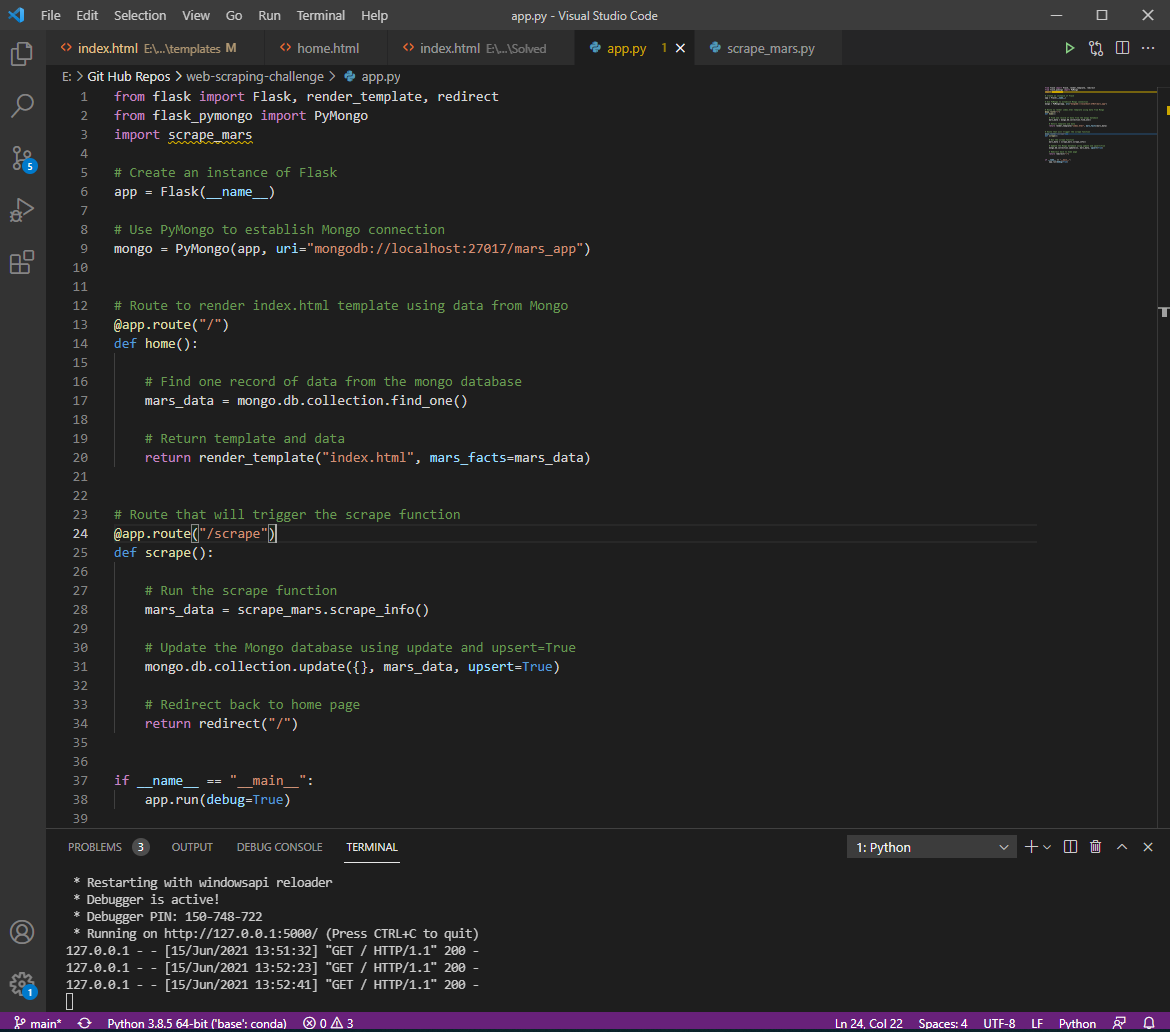 File Edit Selection View Go Run Terminal Help app.py - Visual Studio Code
index.html E:\...\templates M home.html index.html E:\...\Solved app.py 1 scrape_mars.py
E: > Git Hub Repos > web-scraping-challenge > app.py
1 from flask import Flask, render_template, redirect
2 from flask_pymongo import PyMongo
3 import scrape_mars
4
5 # Create an instance of Flask
6 app = Flask(__name__)
7
8 # Use PyMongo to establish Mongo connection
9 mongo = PyMongo(app, uri="mongodb://localhost:27017/mars_app")
10
11
12 # Route to render index.html template using data from Mongo
13 @app.route("/")
14 def home():
15
16     # Find one record of data from the mongo database
17     mars_data = mongo.db.collection.find_one()
18
19     # Return template and data
20     return render_template("index.html", mars_facts=mars_data)
21
22
23 # Route that will trigger the scrape function
24 @app.route("/scrape")
25 def scrape():
26
27     # Run the scrape function
28     mars_data = scrape_mars.scrape_info()
29
30     # Update the Mongo database using update and upsert=True
31     mongo.db.collection.update({}, mars_data, upsert=True)
32
33     # Redirect back to home page
34     return redirect("/")
35
36
37 if __name__ == "__main__":
38     app.run(debug=True)
39
5
PROBLEMS 3 OUTPUT DEBUG CONSOLE TERMINAL 1: Python
* Restarting with windowsapi reloader
* Debugger is active!
* Debugger PIN: 150-748-722
* Running on http://127.0.0.1:5000/ (Press CTRL+C to quit)
127.0.0.1 - - [15/Jun/2021 13:51:32] "GET / HTTP/1.1" 200 -
127.0.0.1 - - [15/Jun/2021 13:52:23] "GET / HTTP/1.1" 200 -
127.0.0.1 - - [15/Jun/2021 13:52:41] "GET / HTTP/1.1" 200 -
1
main* Python 3.8.5 64-bit ('base': conda) 0 3 Ln 24, Col 22 Spaces: 4 UTF-8 LF Python